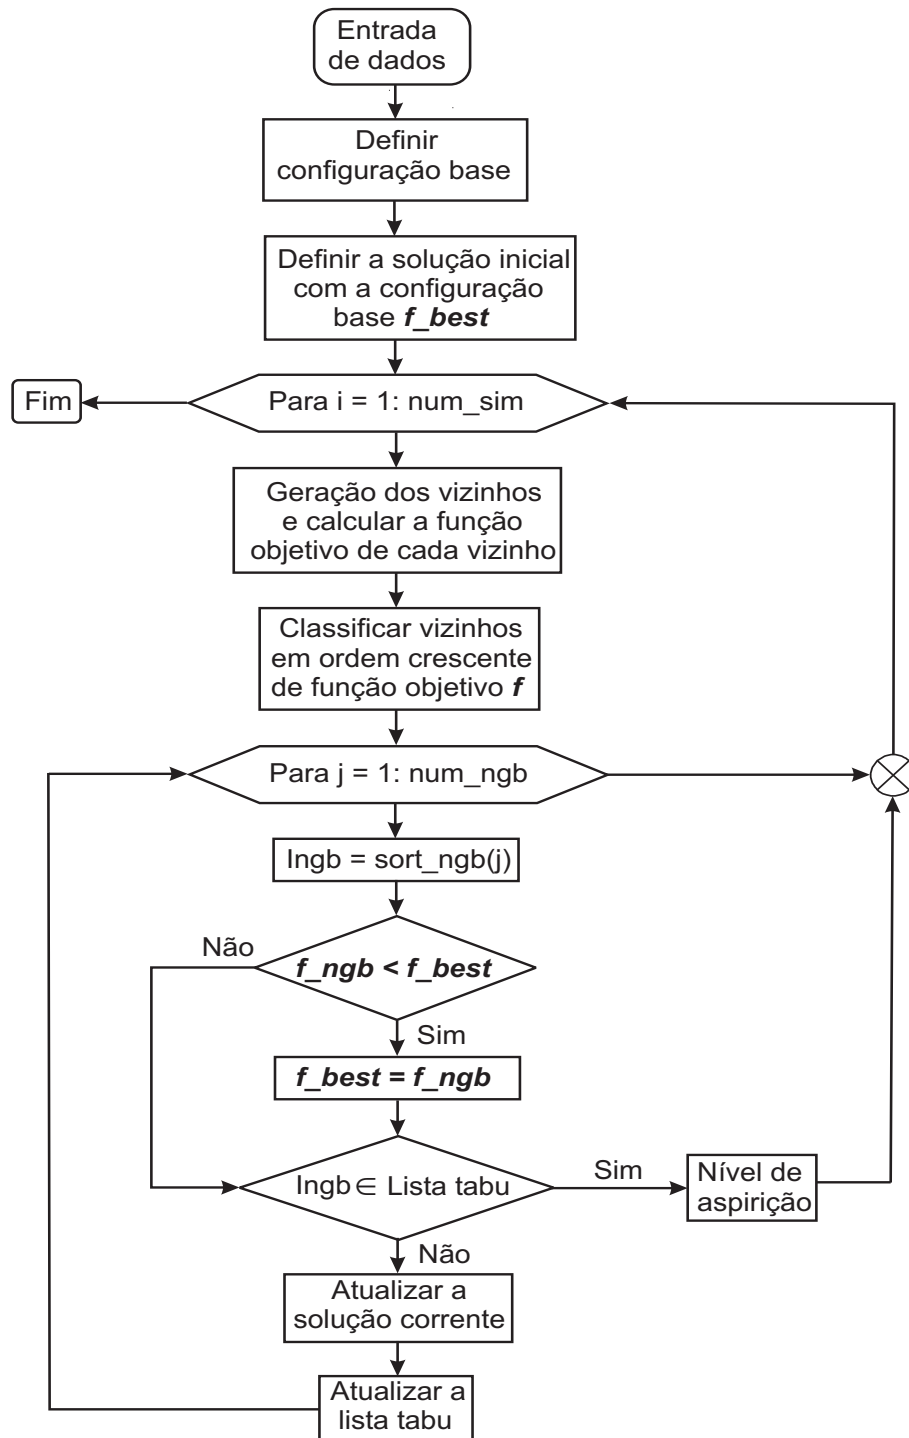 Entrada
de dados
Definir
configuração base
Definir a solução inicial
com a configuração
base f_best
Fim
Para i = 1: num_sim
Geração dos vizinhos
e calcular a função
objetivo de cada vizinho
Classificar vizinhos
em ordem crescente
de função objetivo f
Para j = 1: num_ngb
Ingb = sort_ngb(j)
Não
f_ngb < f_best
Sim
f_best = f_ngb
Ingb ∈ Lista tabu
Sim
Nível de
aspirição
Não
Atualizar a
solução corrente
Atualizar a
lista tabu